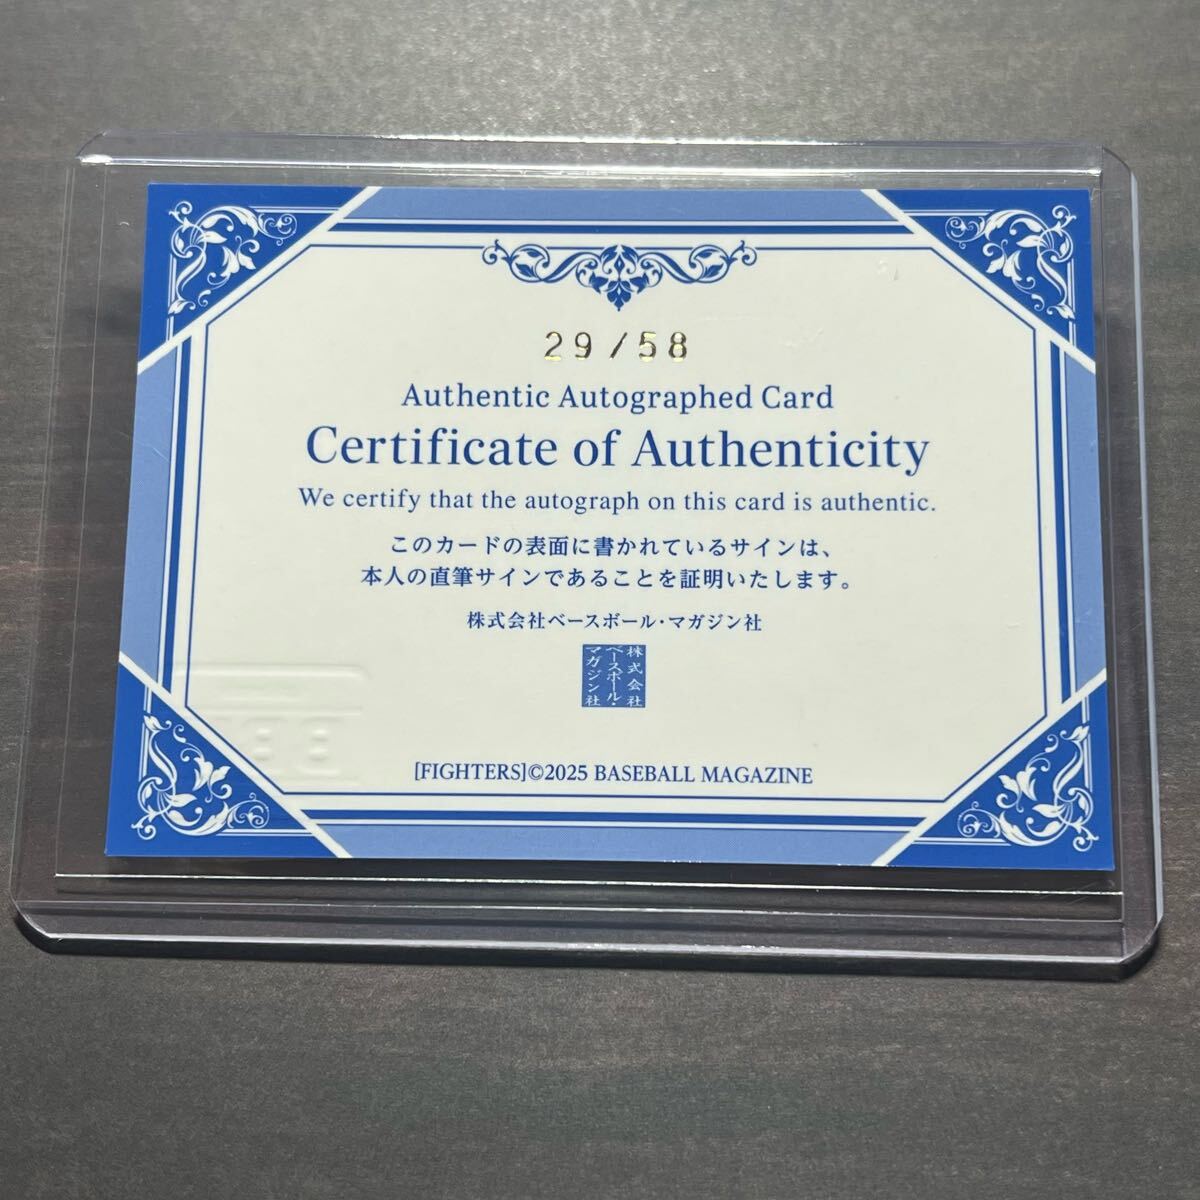 29/58
Authentic Autographed Card
Certificate of Authenticity
We certify that the autograph on this card is authentic.
このカードの表面に書かれているサインは、
本人の直筆サインであることを証明いたします。
株式会社ベースボール・マガジン社
株式会社
ベースボール・
マガジン社
BBM
[FIGHTERS]©2025 BASEBALL MAGAZINE